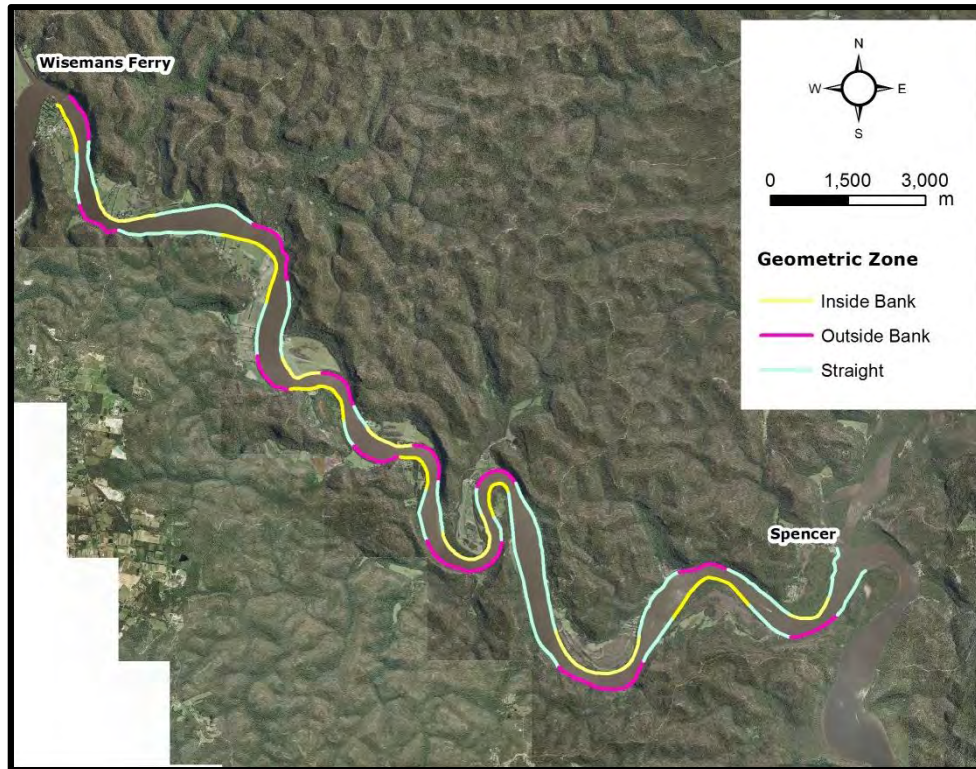 Wisemans Ferry
N
W E
S
0 1,500 3,000
m
Geometric Zone
Inside Bank
Outside Bank
Straight
Spencer